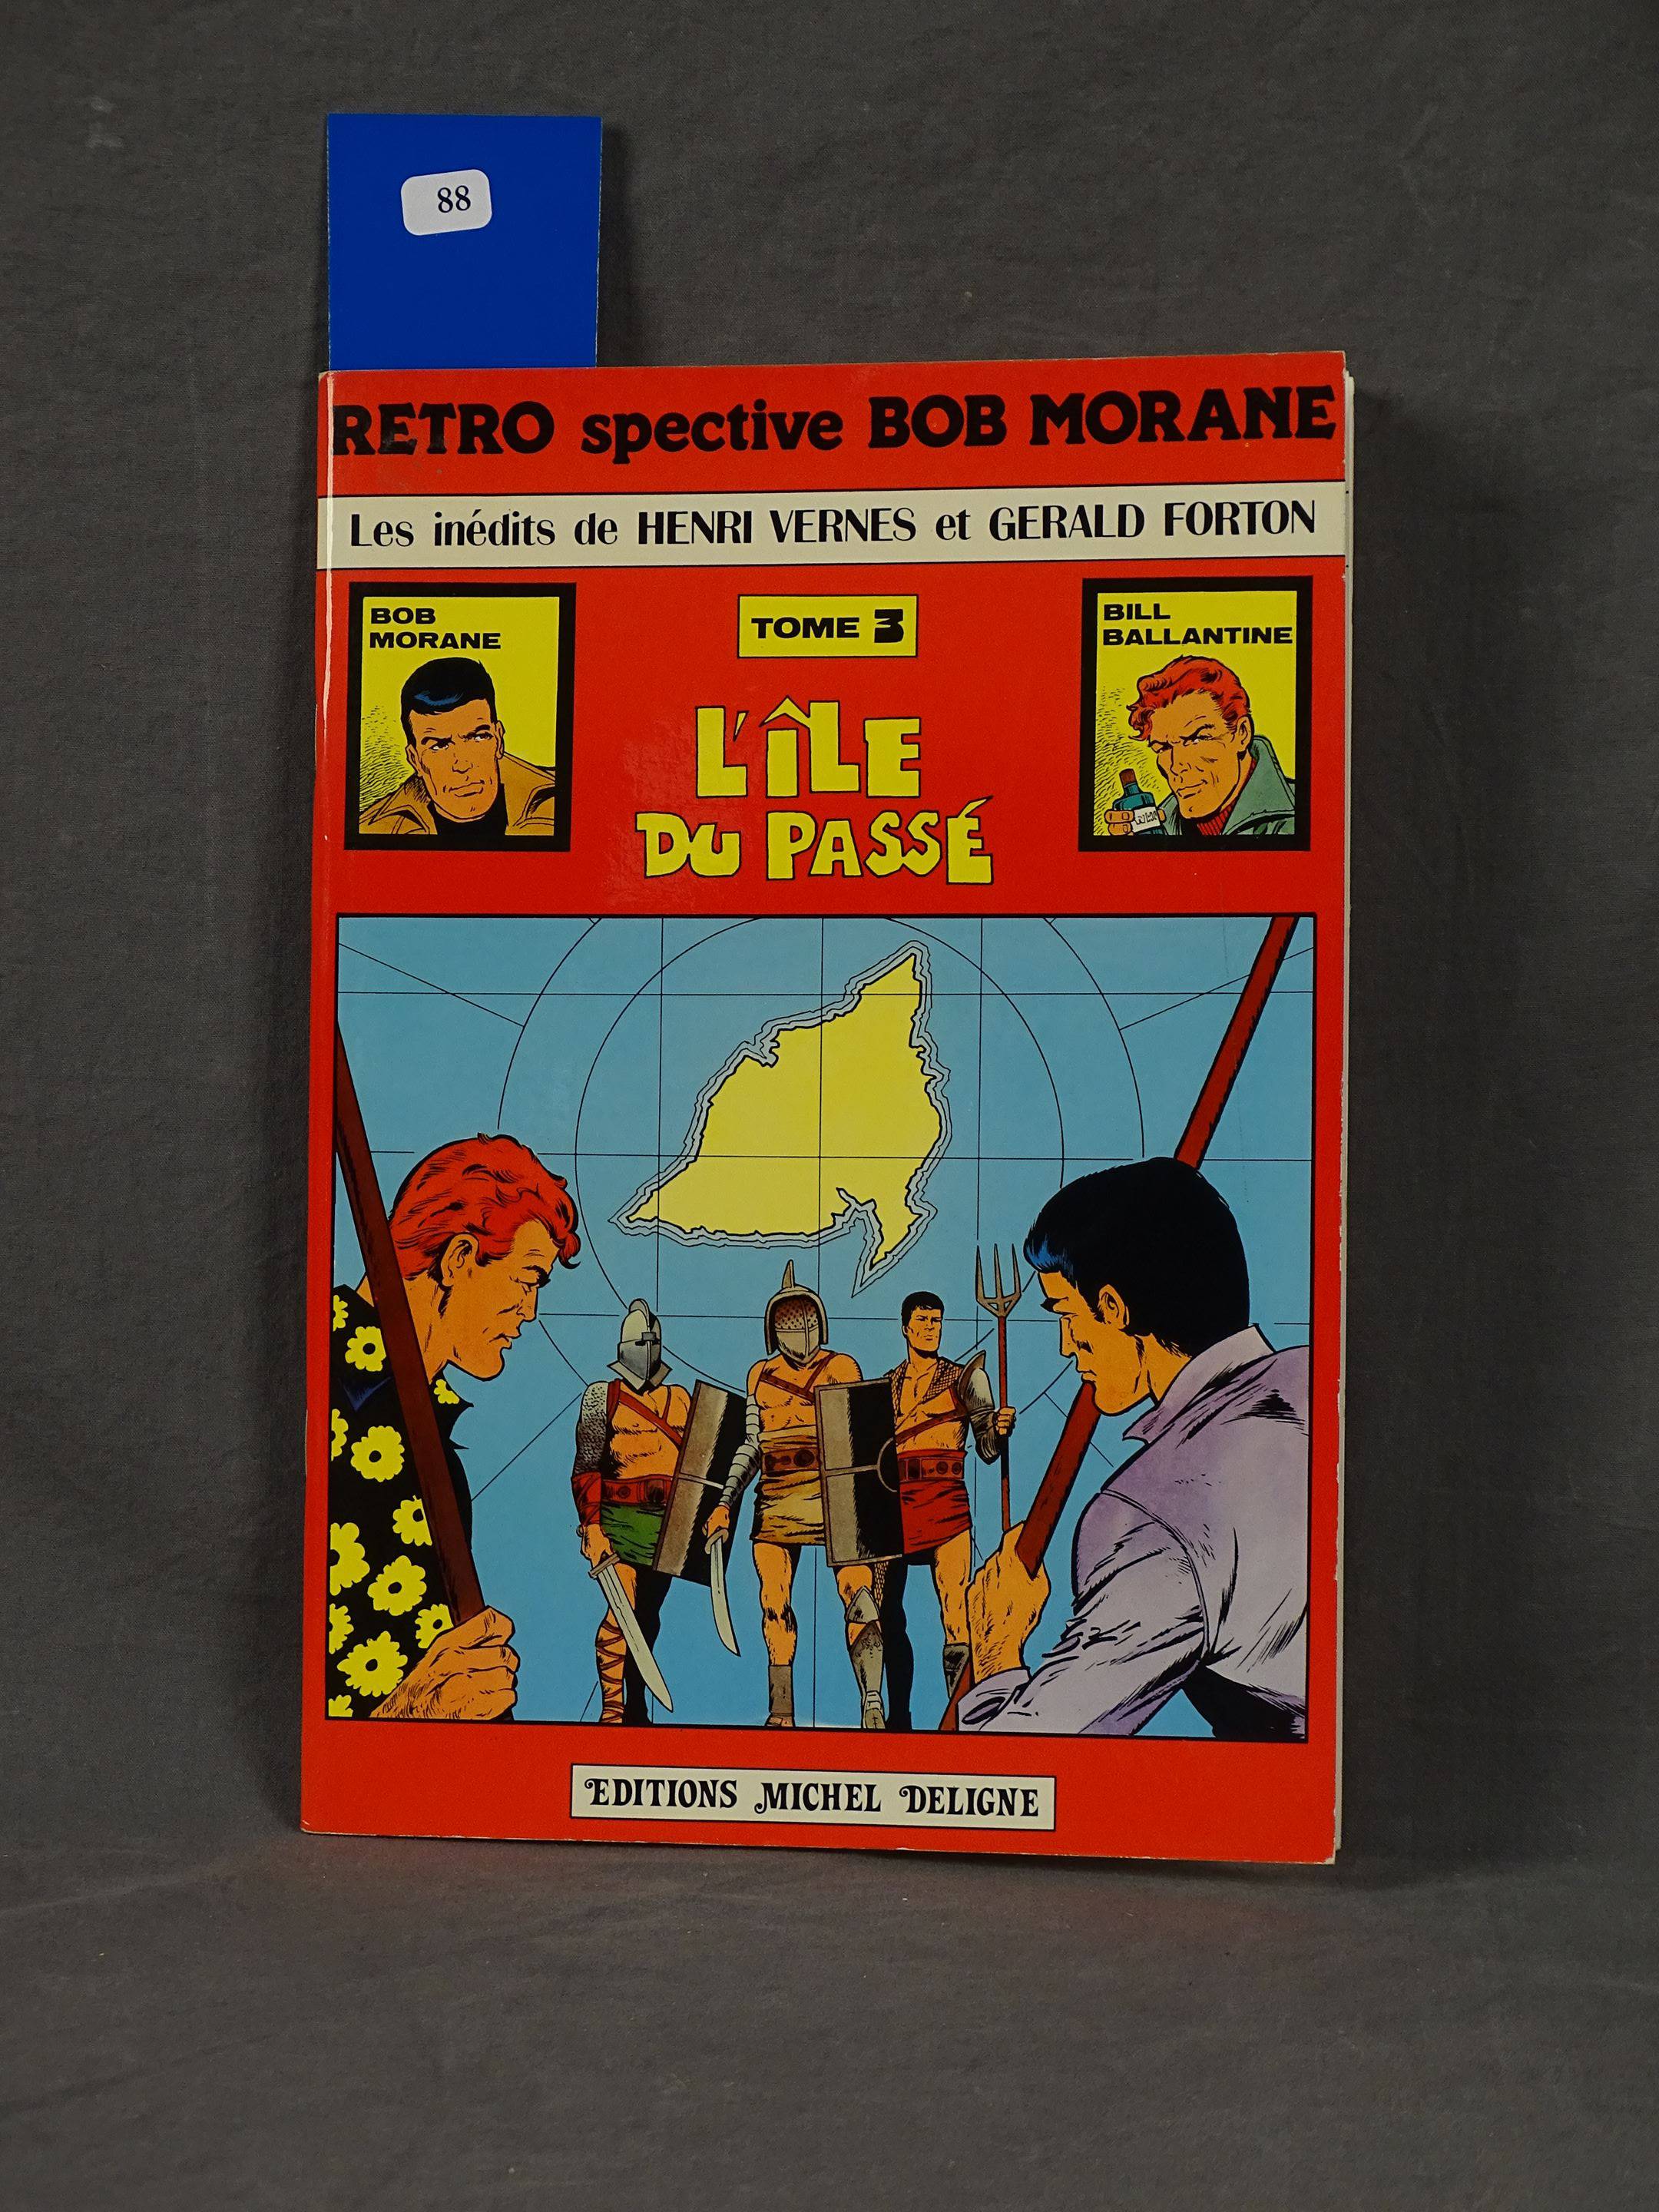 88
RETRO spective BOB MORANE
Les inédits de HENRI VERNES et GERALD FORTON
BOB
MORANE
TOME 3
BILL
BALLANTINE
L'ÎLE
DU PASSÉ
EDITIONS MICHEL DELIGNE